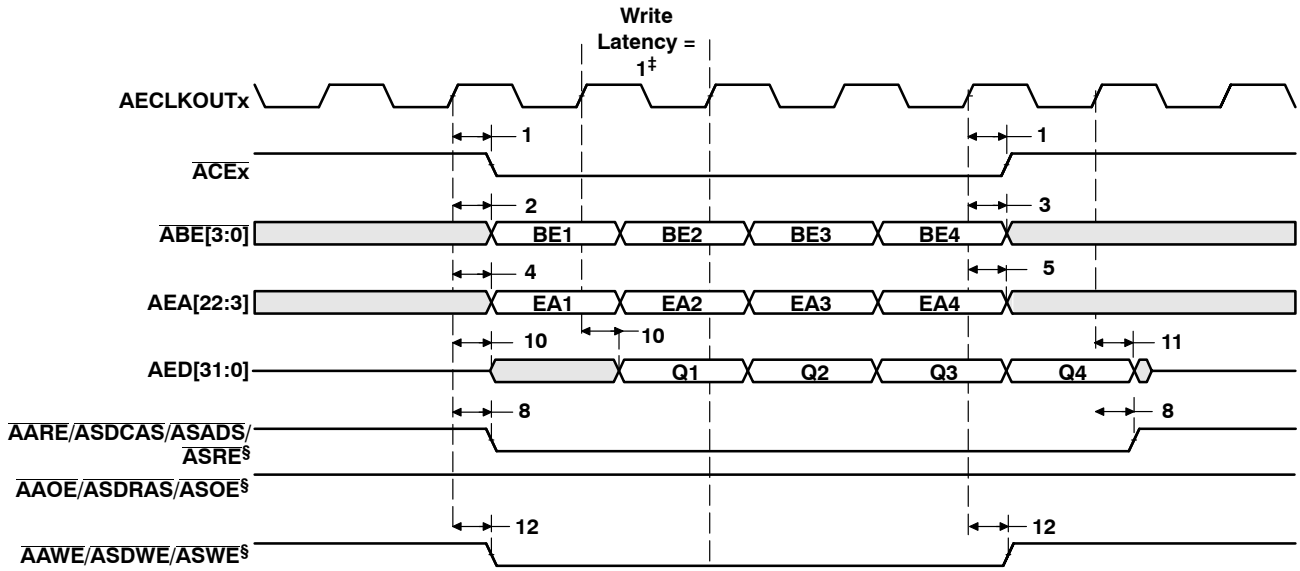 Write
Latency =
1‡
AECLKOUTx
1 1
ACEx
2 3
ABE[3:0] BE1 BE2 BE3 BE4
4 5
AEA[22:3] EA1 EA2 EA3 EA4
10 10 11
AED[31:0] Q1 Q2 Q3 Q4
8 8
AARE/ASDCAS/ASADS/
ASRE§
AAOE/ASDRAS/ASOE§
12 12
AAWE/ASDWE/ASWE§